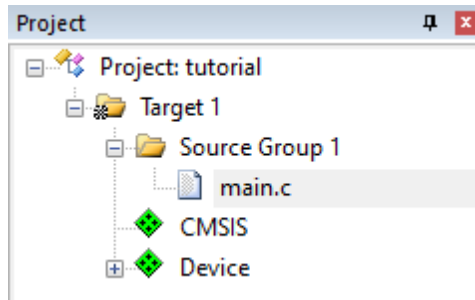 Project
Project: tutorial
Target 1
Source Group 1
main.c
CMSIS
Device